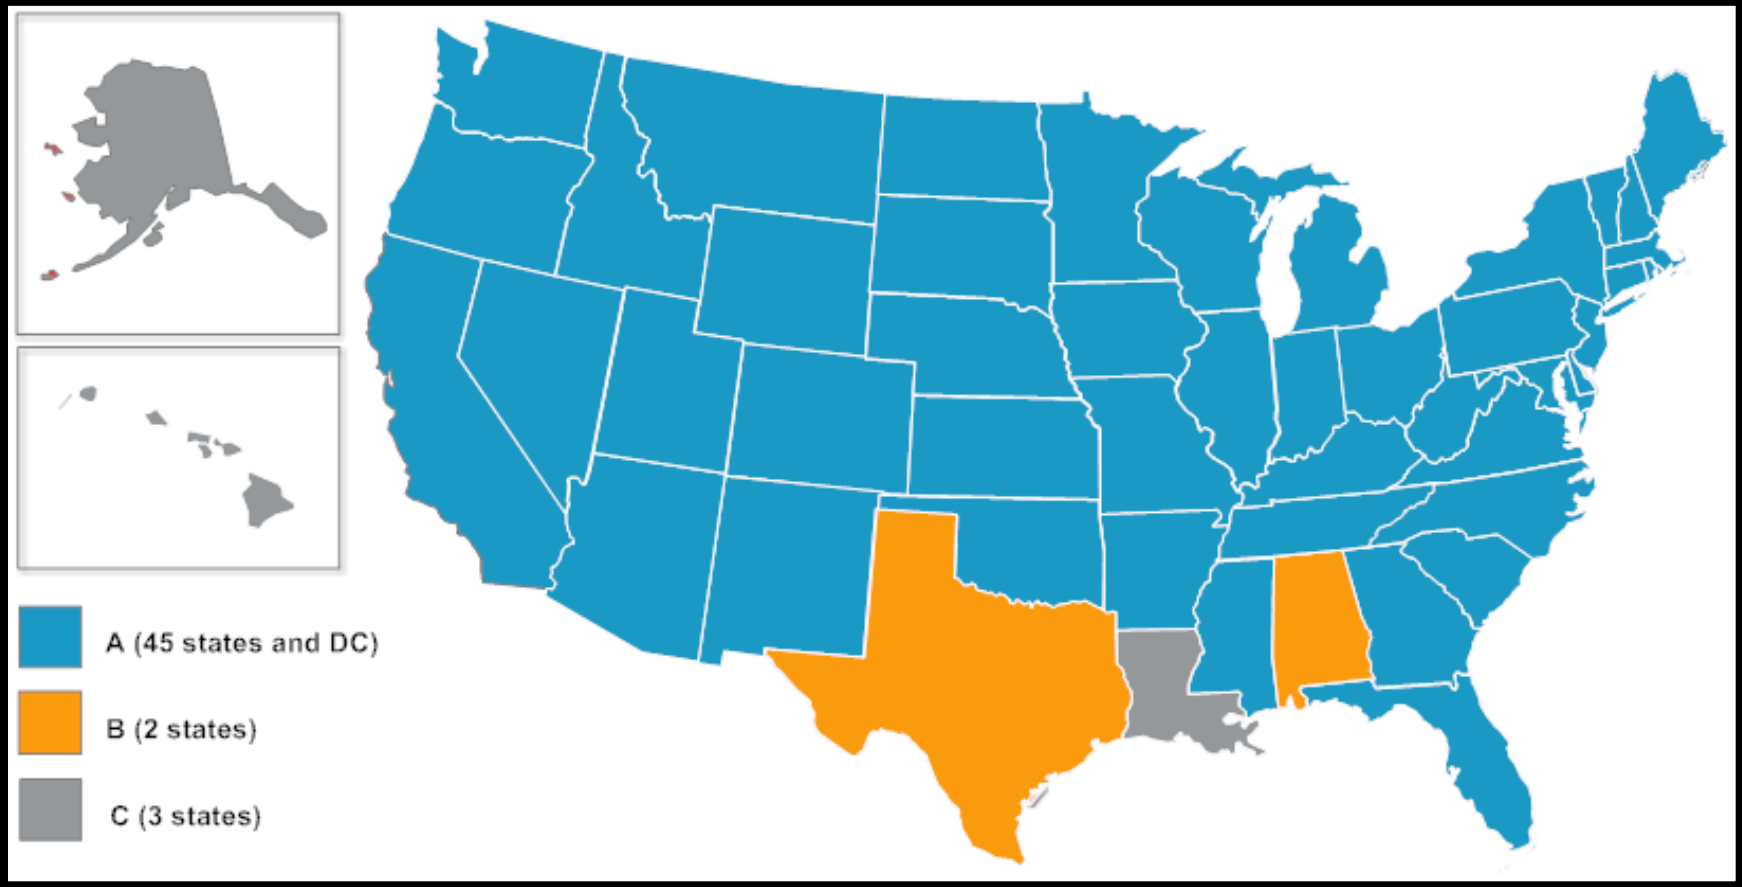 A (45 states and DC)
B (2 states)
C (3 states)